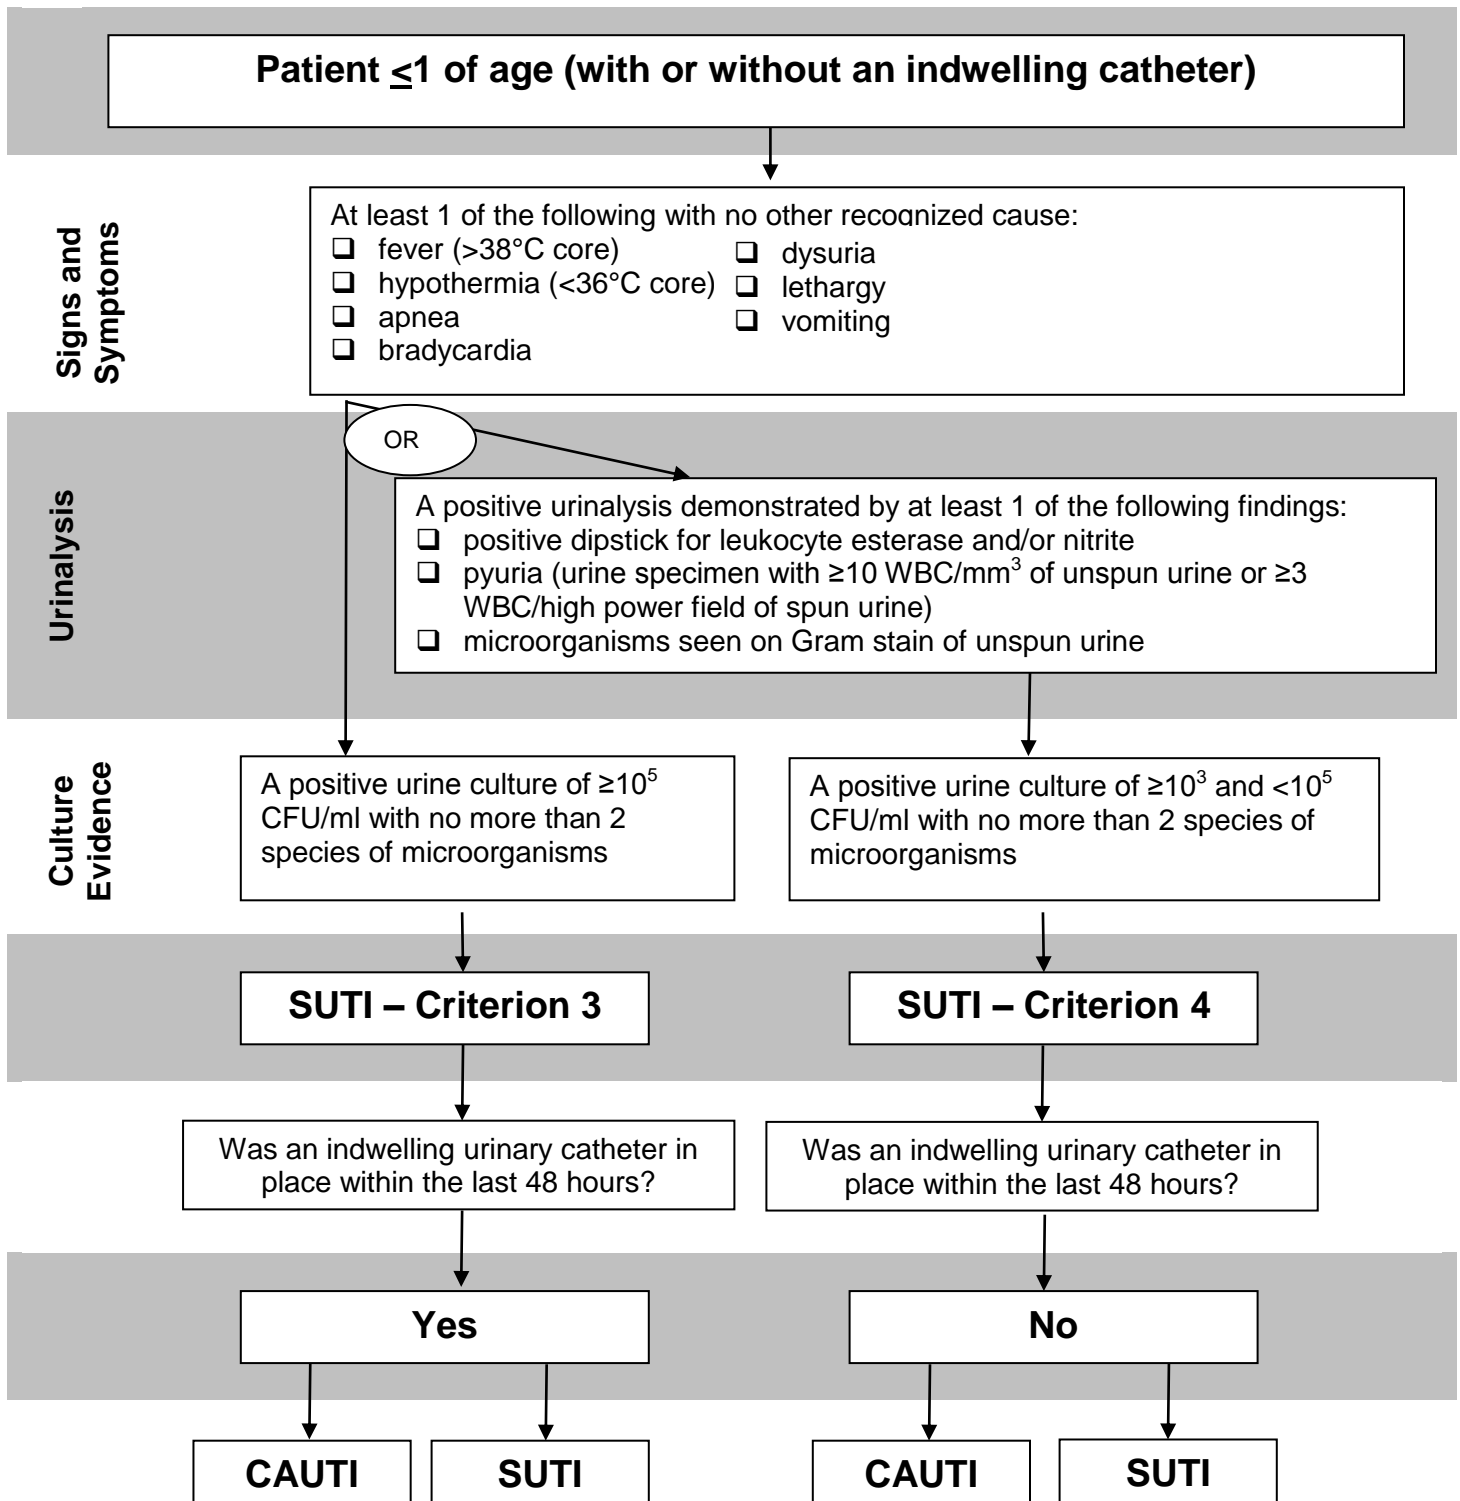 Patient ≤1 of age (with or without an indwelling catheter)
Signs and
Symptoms
At least 1 of the following with no other recognized cause:
❑ fever (>38°C core)
❑ hypothermia (<36°C core)
❑ apnea
❑ bradycardia
❑ dysuria
❑ lethargy
❑ vomiting
OR
Urinalysis
A positive urinalysis demonstrated by at least 1 of the following findings:
❑ positive dipstick for leukocyte esterase and/or nitrite
❑ pyuria (urine specimen with ≥10 WBC/mm³ of unspun urine or ≥3
WBC/high power field of spun urine)
❑ microorganisms seen on Gram stain of unspun urine
Culture
Evidence
A positive urine culture of ≥10⁵
CFU/ml with no more than 2
species of microorganisms
A positive urine culture of ≥10³ and <10⁵
CFU/ml with no more than 2 species of
microorganisms
SUTI – Criterion 3
SUTI – Criterion 4
Was an indwelling urinary catheter in
place within the last 48 hours?
Was an indwelling urinary catheter in
place within the last 48 hours?
Yes
No
CAUTI
SUTI
CAUTI
SUTI